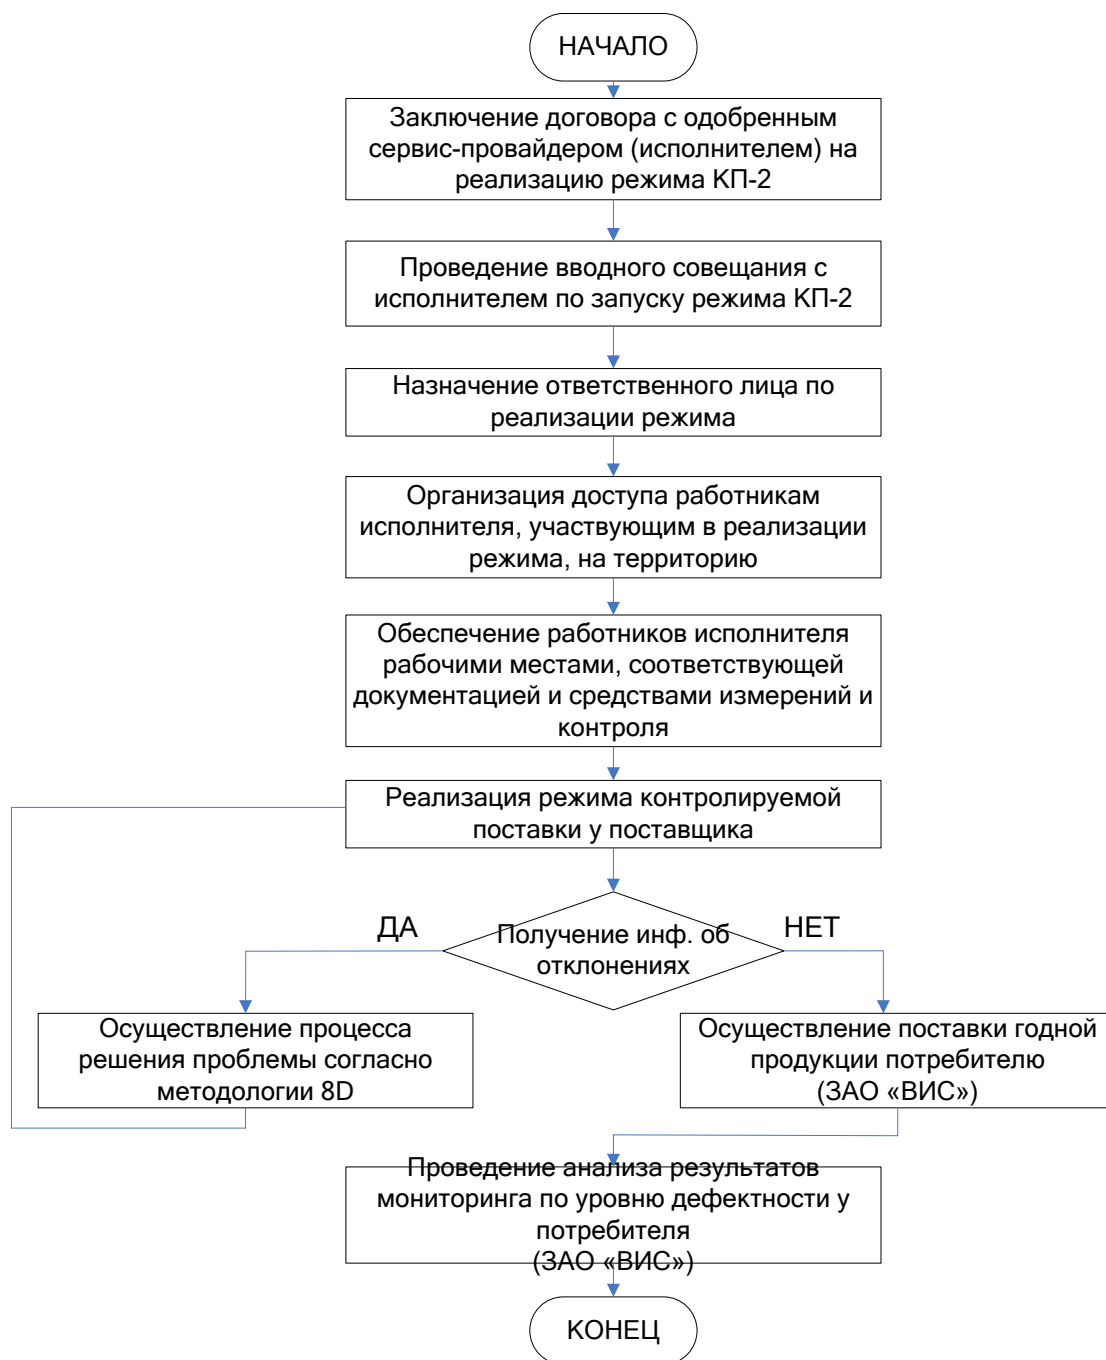 НАЧАЛО
Заключение договора с одобренным
сервис-провайдером (исполнителем) на
реализацию режима КП-2
Проведение вводного совещания с
исполнителем по запуску режима КП-2
Назначение ответственного лица по
реализации режима
Организация доступа работникам
исполнителя, участвующим в реализации
режима, на территорию
Обеспечение работников исполнителя
рабочими местами, соответствующей
документацией и средствами измерений и
контроля
Реализация режима контролируемой
поставки у поставщика
ДА
Получение инф. об
отклонениях
НЕТ
Осуществление процесса
решения проблемы согласно
методологии 8D
Осуществление поставки годной
продукции потребителю
(ЗАО «ВИС»)
Проведение анализа результатов
мониторинга по уровню дефектности у
потребителя
(ЗАО «ВИС»)
КОНЕЦ